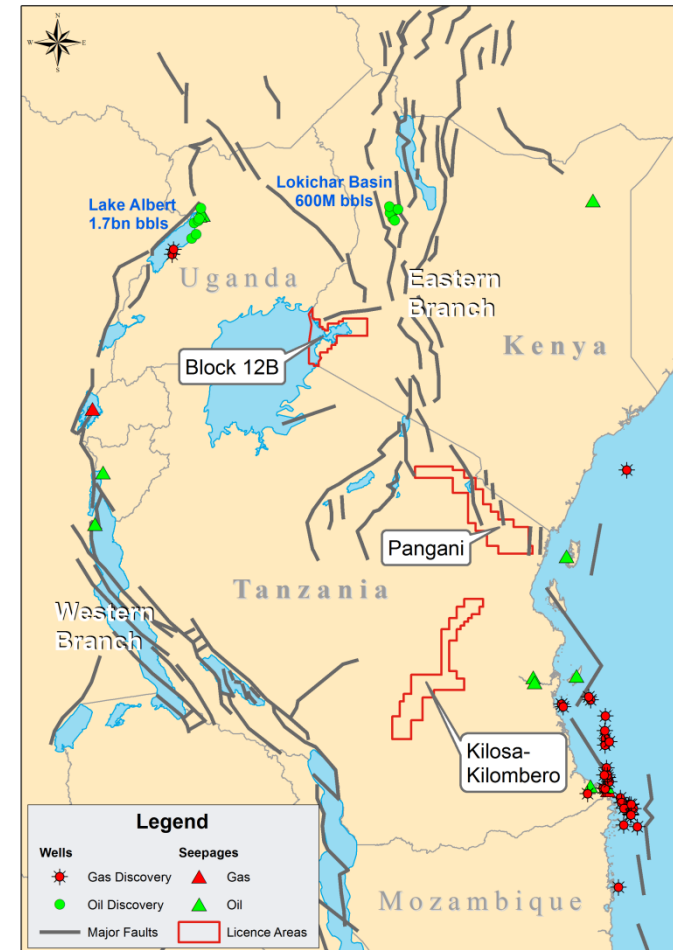 N
W E
S
Lokichar Basin
600M bbls
Lake Albert
1.7bn bbls
Uganda
Eastern
Branch
Kenya
Block 12B
Pangani
Tanzania
Western
Branch
Kilosa-
Kilombero
Legend
Wells Seepages
Gas Discovery Gas
Oil Discovery Oil
Major Faults Licence Areas
Mozambique